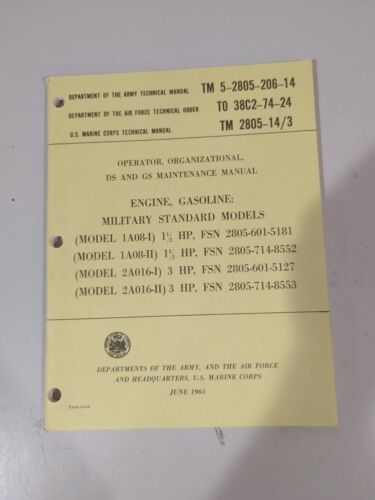 DEPARTMENT OF THE ARMY TECHNICAL MANUAL TM 5-2805-206-14
DEPARTMENT OF THE AIR FORCE TECHNICAL ORDER TO 38C2-74-24
U.S. MARINE CORPS TECHNICAL MANUAL TM 2805-14/3
OPERATOR, ORGANIZATIONAL,
DS AND GS MAINTENANCE MANUAL
ENGINE, GASOLINE:
MILITARY STANDARD MODELS
(MODEL 1A08-I) 1½ HP, FSN 2805-601-5181
(MODEL 1A08-II) 1½ HP, FSN 2805-714-8552
(MODEL 2A016-I) 3 HP, FSN 2805-601-5127
(MODEL 2A016-II) 3 HP, FSN 2805-714-8553
DEPARTMENTS OF THE ARMY, AND THE AIR FORCE
AND HEADQUARTERS, U.S. MARINE CORPS
JUNE 1965